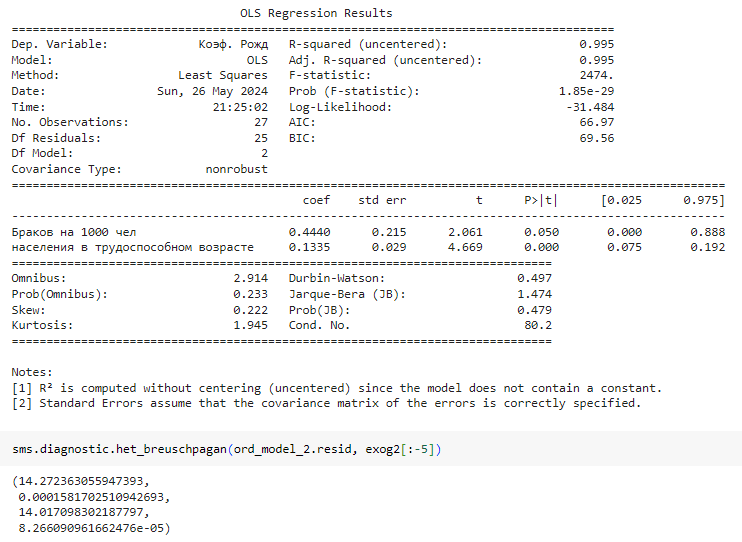 OLS Regression Results
==============================================================================
Dep. Variable: Коэф. Рожд R-squared (uncentered): 0.995
Model: OLS Adj. R-squared (uncentered): 0.995
Method: Least Squares F-statistic: 2474.
Date: Sun, 26 May 2024 Prob (F-statistic): 1.85e-29
Time: 21:25:02 Log-Likelihood: -31.484
No. Observations: 27 AIC: 66.97
Df Residuals: 25 BIC: 69.56
Df Model: 2
Covariance Type: nonrobust
==============================================================================
coef std err t P>|t| [0.025 0.975]
------------------------------------------------------------------------------
Браков на 1000 чел 0.4440 0.215 2.061 0.050 0.000 0.888
населения в трудоспособном возрасте 0.1335 0.029 4.669 0.000 0.075 0.192
==============================================================================
Omnibus: 2.914 Durbin-Watson: 0.497
Prob(Omnibus): 0.233 Jarque-Bera (JB): 1.474
Skew: 0.222 Prob(JB): 0.479
Kurtosis: 1.945 Cond. No. 80.2
==============================================================================
Notes:
[1] R² is computed without centering (uncentered) since the model does not contain a constant.
[2] Standard Errors assume that the covariance matrix of the errors is correctly specified.
sms.diagnostic.het_breuschpagan(ord_model_2.resid, exog2[:-5])
(14.272363055947393,
0.0001581702510942693,
14.017098302187797,
8.266090961662476e-05)